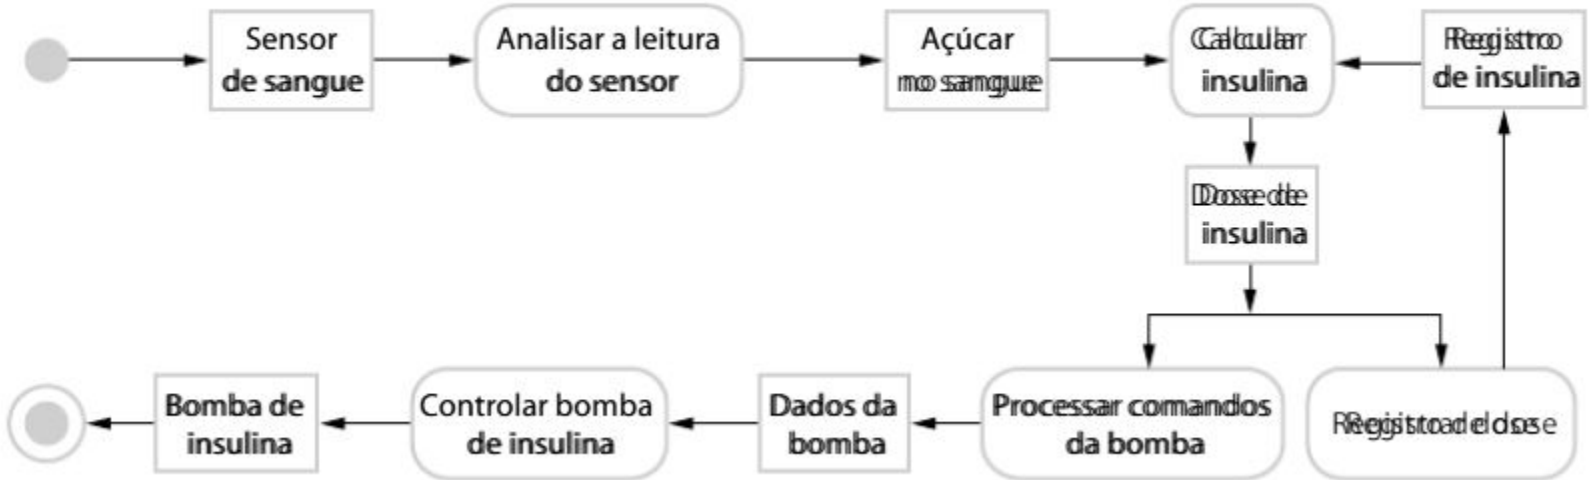 Sensor
de sangue
Analisar a leitura
do sensor
Açúcar
no sangue
Calcular
insulina
Registro
de insulina
Dose de
insulina
Bomba de
insulina
Controlar bomba
de insulina
Dados da
bomba
Processar comandos
da bomba
dose